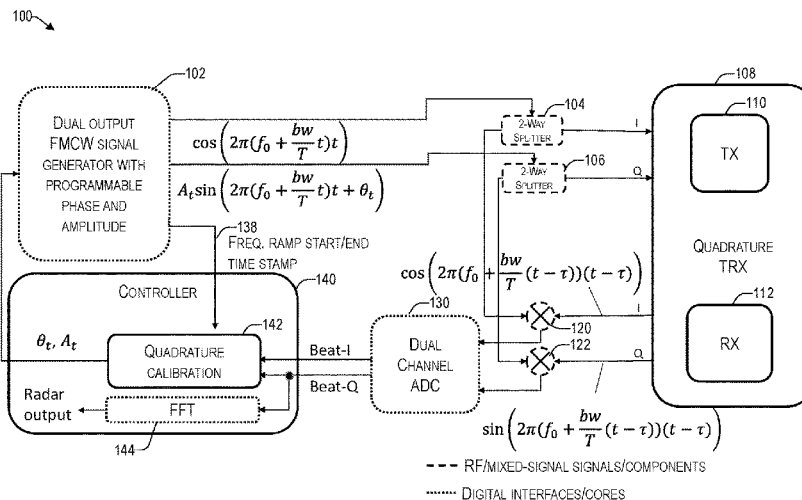 100
102
DUAL OUTPUT
FMCW SIGNAL
GENERATOR WITH
PROGRAMMABLE
PHASE AND
AMPLITUDE
cos(2π(f₀ + bw/T t)t)
Aₜsin(2π(f₀ + bw/T t)t + θₜ)
104
2-WAY
SPLITTER
106
2-WAY
SPLITTER
I
Q
108
110
TX
QUADRATURE
TRX
112
RX
I
Q
138
FREQ. RAMP START/END
TIME STAMP
140
CONTROLLER
142
QUADRATURE
CALIBRATION
θₜ, Aₜ
Radar
output
FFT
144
Beat-I
Beat-Q
130
DUAL
CHANNEL
ADC
cos(2π(f₀ + bw/T (t − τ))(t − τ))
120
122
sin(2π(f₀ + bw/T (t − τ))(t − τ))
RF/MIXED-SIGNAL SIGNALS/COMPONENTS
DIGITAL INTERFACES/CORES